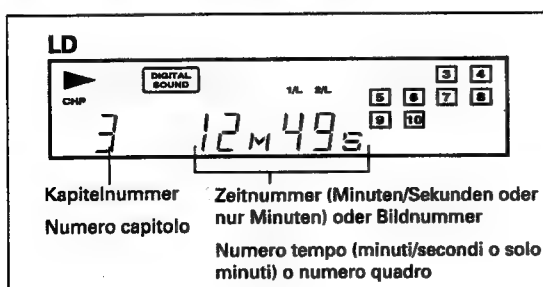 LD
DIGITAL
SOUND
1/L 2/L
3 4
CHP
5 6 7 8
3 12M49S
9 10
Kapitelnummer
Numero capitolo
Zeitnummer (Minuten/Sekunden oder
nur Minuten) oder Bildnummer
Numero tempo (minuti/secondi o solo
minuti) o numero quadro